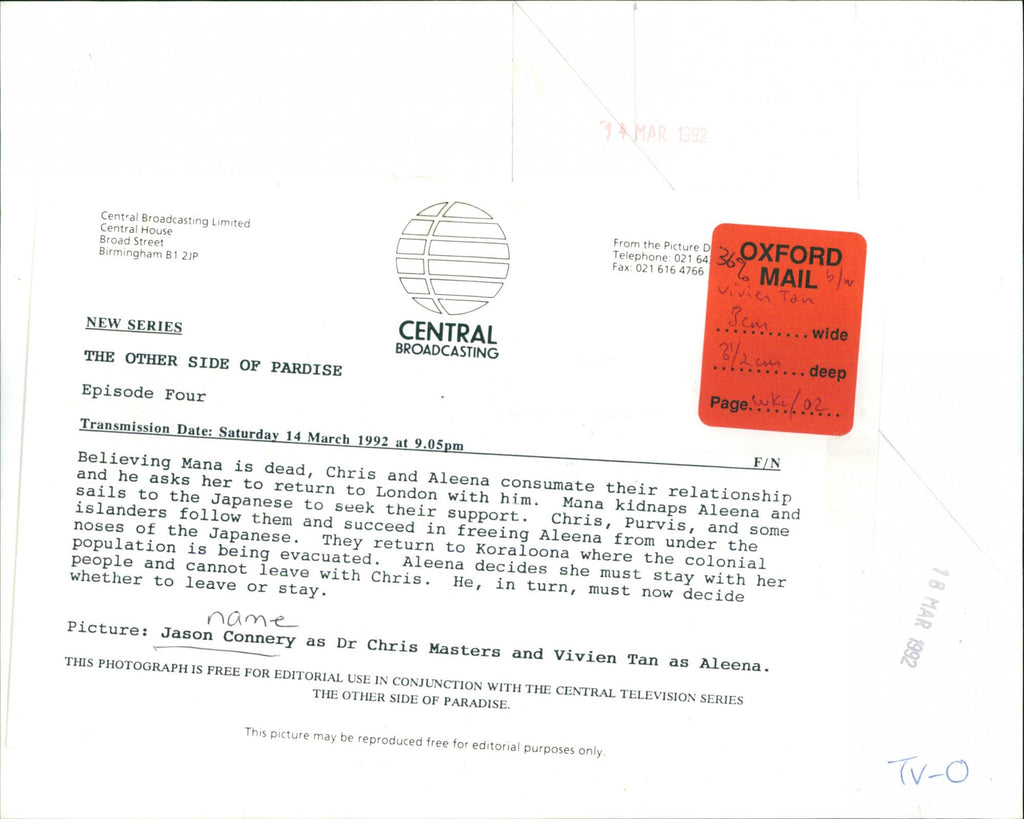 14 MAR 1992
Central Broadcasting Limited
Central House
Broad Street
Birmingham B1 2JP
CENTRAL
BROADCASTING
From the Picture D
Telephone: 021 64
Fax: 021 616 4766
OXFORD
MAIL
36% b/w
Vivien Tan
3cm wide
8½cm deep
Page wke/02
NEW SERIES
THE OTHER SIDE OF PARDISE
Episode Four
Transmission Date: Saturday 14 March 1992 at 9.05pm
F/N
Believing Mana is dead, Chris and Aleena consumate their relationship
and he asks her to return to London with him. Mana kidnaps Aleena and
sails to the Japanese to seek their support. Chris, Purvis, and some
islanders follow them and succeed in freeing Aleena from under the
noses of the Japanese. They return to Koraloona where the colonial
population is being evacuated. Aleena decides she must stay with her
people and cannot leave with Chris. He, in turn, must now decide
whether to leave or stay.
name
Picture: Jason Connery as Dr Chris Masters and Vivien Tan as Aleena.
THIS PHOTOGRAPH IS FREE FOR EDITORIAL USE IN CONJUNCTION WITH THE CENTRAL TELEVISION SERIES
THE OTHER SIDE OF PARADISE.
This picture may be reproduced free for editorial purposes only.
18 MAR 1992
TV-O